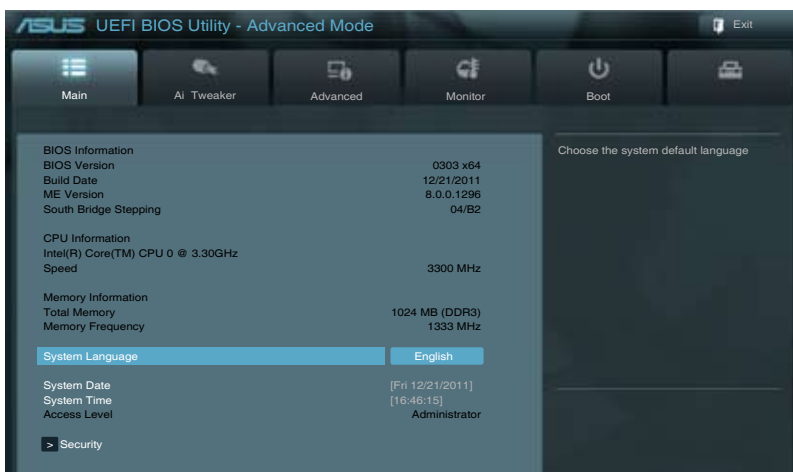 ASUS UEFI BIOS Utility - Advanced Mode
Exit
Main
Ai Tweaker
Advanced
Monitor
Boot
BIOS Information
BIOS Version 0303 x64
Build Date 12/21/2011
ME Version 8.0.0.1296
South Bridge Stepping 04/B2
CPU Information
Intel(R) Core(TM) CPU 0 @ 3.30GHz
Speed 3300 MHz
Memory Information
Total Memory 1024 MB (DDR3)
Memory Frequency 1333 MHz
System Language English
System Date [Fri 12/21/2011]
System Time [16:46:15]
Access Level Administrator
> Security
Choose the system default language